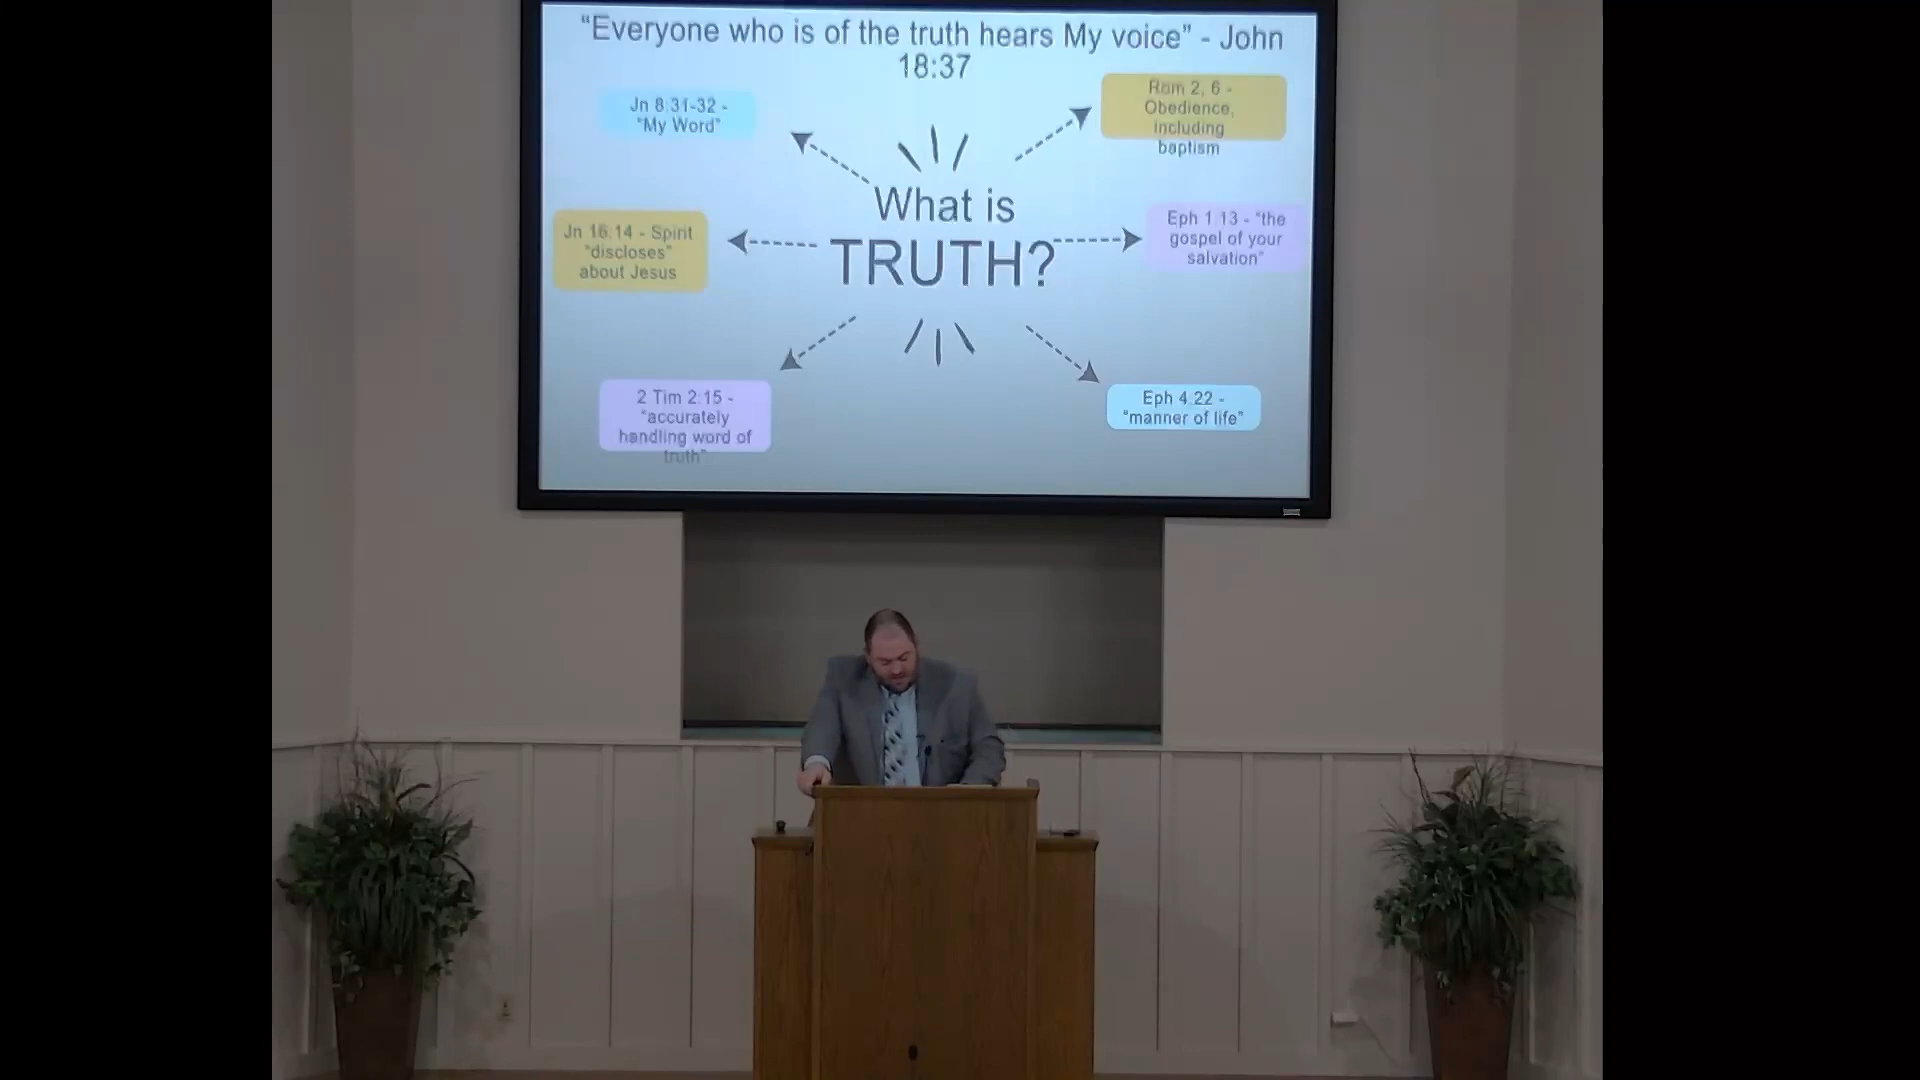 “Everyone who is of the truth hears My voice” - John
18:37
Jn 8:31-32 -
“My Word”
Rom 2, 6 -
Obedience,
including
baptism
What is
TRUTH?
Jn 16:14 - Spirit
“discloses”
about Jesus
Eph 1:13 - “the
gospel of your
salvation”
2 Tim 2:15 -
“accurately
handling word of
truth”
Eph 4:22 -
“manner of life”